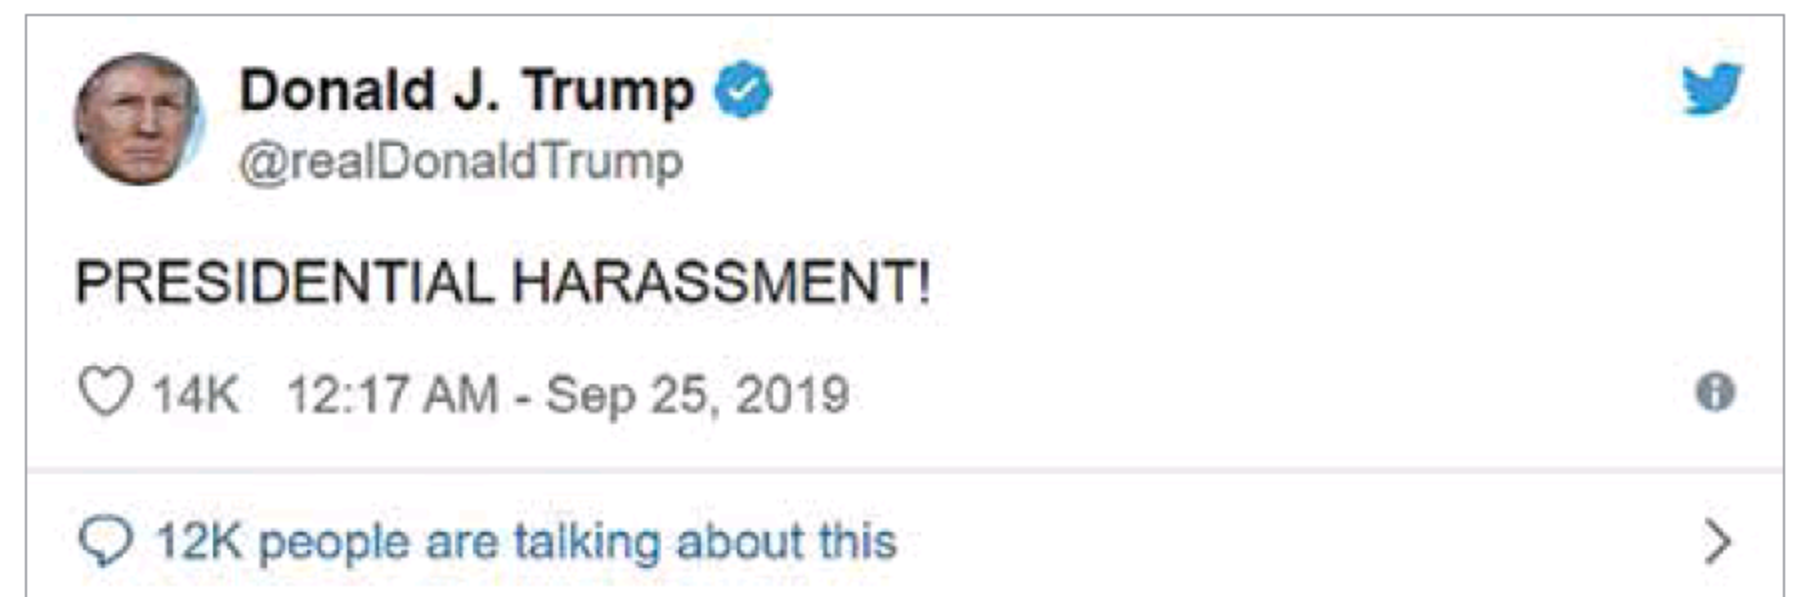 Donald J. Trump
@realDonaldTrump
PRESIDENTIAL HARASSMENT!
14K 12:17 AM - Sep 25, 2019
12K people are talking about this